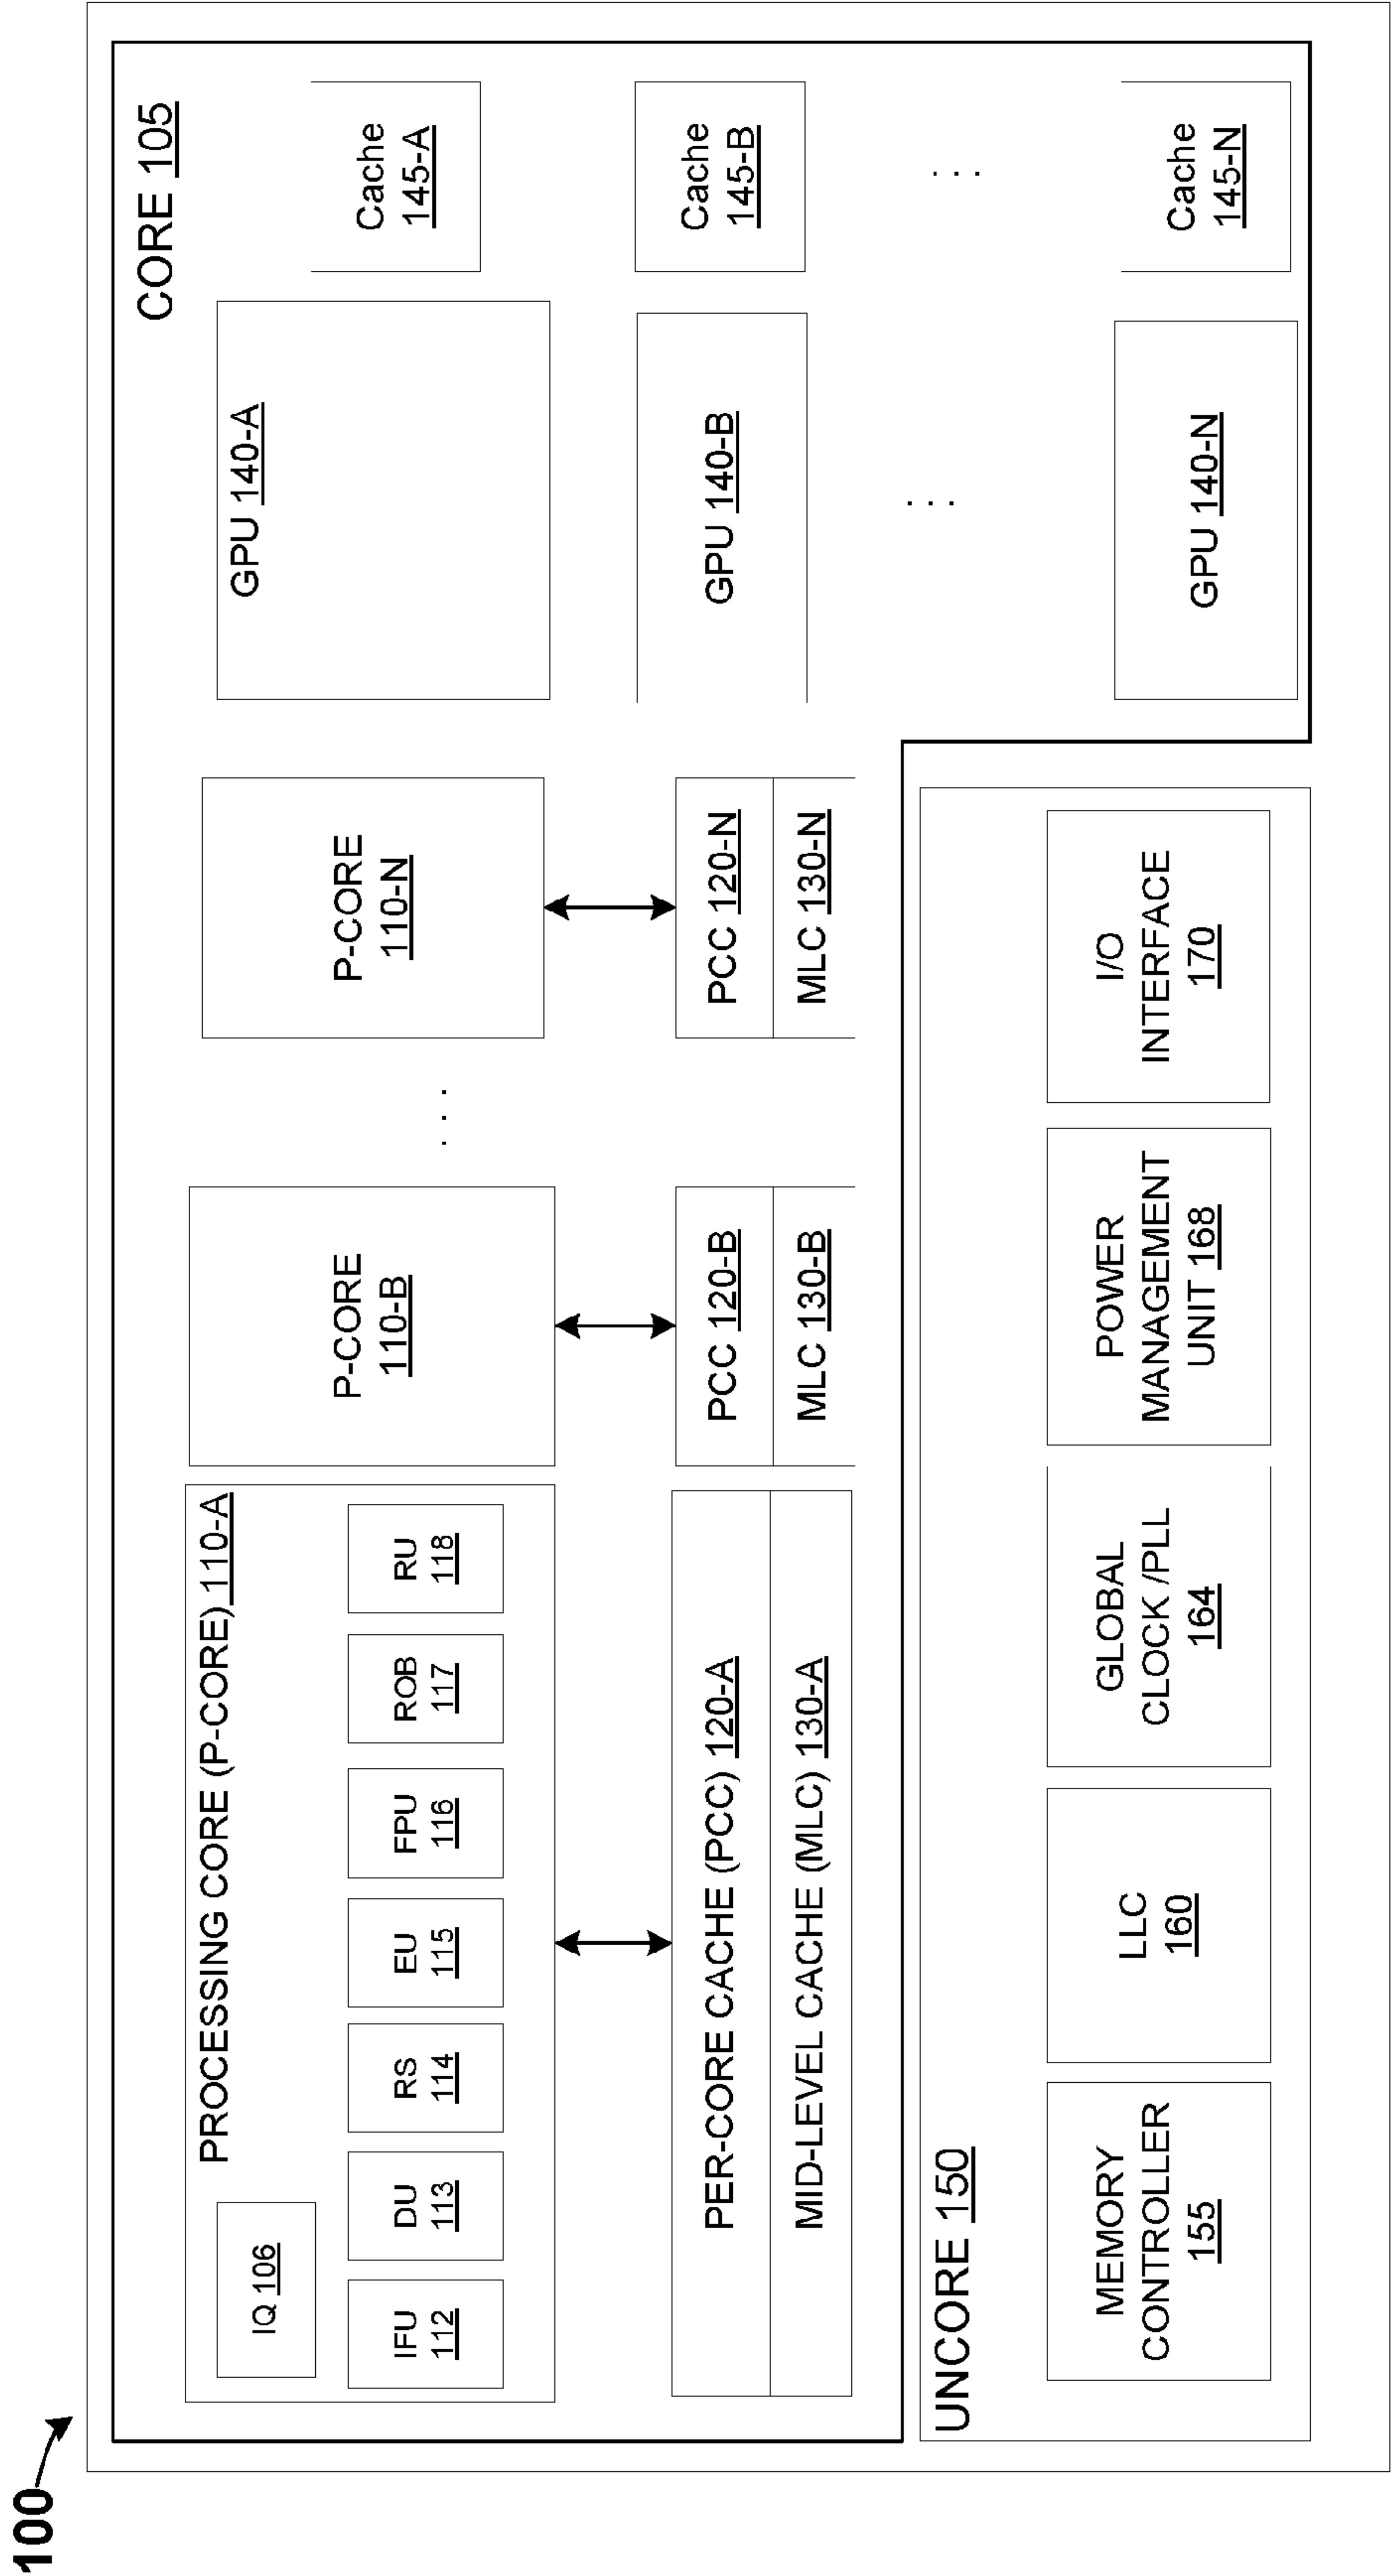 100
CORE 105
PROCESSING CORE (P-CORE) 110-A
IQ 106
IFU
112
DU
113
RS
114
EU
115
FPU
116
ROB
117
RU
118
P-CORE
110-B
. . .
P-CORE
110-N
GPU 140-A
Cache
145-A
PER-CORE CACHE (PCC) 120-A
MID-LEVEL CACHE (MLC) 130-A
PCC 120-B
MLC 130-B
PCC 120-N
MLC 130-N
GPU 140-B
Cache
145-B
. . .
. . .
GPU 140-N
Cache
145-N
UNCORE 150
MEMORY
CONTROLLER
155
LLC
160
GLOBAL
CLOCK /PLL
164
POWER
MANAGEMENT
UNIT 168
I/O
INTERFACE
170